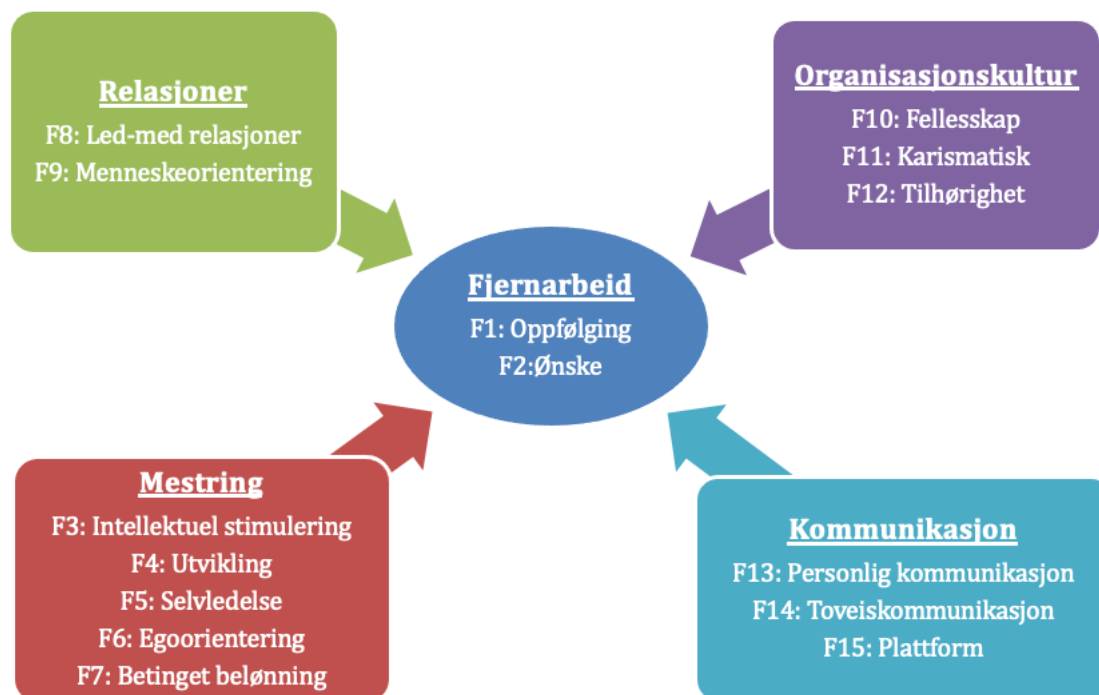 Relasjoner
F8: Led-med relasjoner
F9: Menneskeorientering
Organisasjonskultur
F10: Fellesskap
F11: Karismatisk
F12: Tilhørighet
Fjernarbeid
F1: Oppfølging
F2:Ønske
Mestring
F3: Intellektuel stimulering
F4: Utvikling
F5: Selvledelse
F6: Egoorientering
F7: Betinget belønning
Kommunikasjon
F13: Personlig kommunikasjon
F14: Toveiskommunikasjon
F15: Plattform